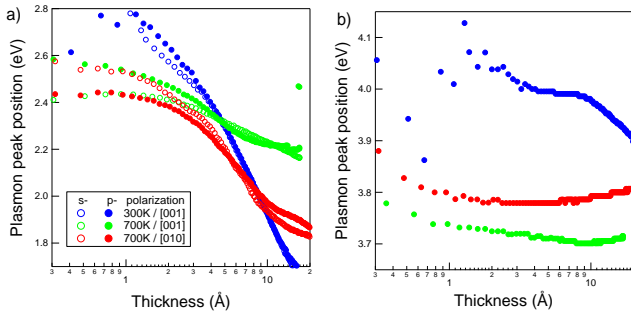 a)
Plasmon peak position (eV)
2.8
2.6
2.4
2.2
2.0
1.8
s- p- polarization
300K / [001]
700K / [001]
700K / [010]
3 4 5 6 7 8 9 1 2 3 4 5 6 7 8 9 10 2
Thickness (Å)
b)
Plasmon peak position (eV)
4.1
4.0
3.9
3.8
3.7
3 4 5 6 7 8 9 1 2 3 4 5 6 7 8 9 10
Thickness (Å)